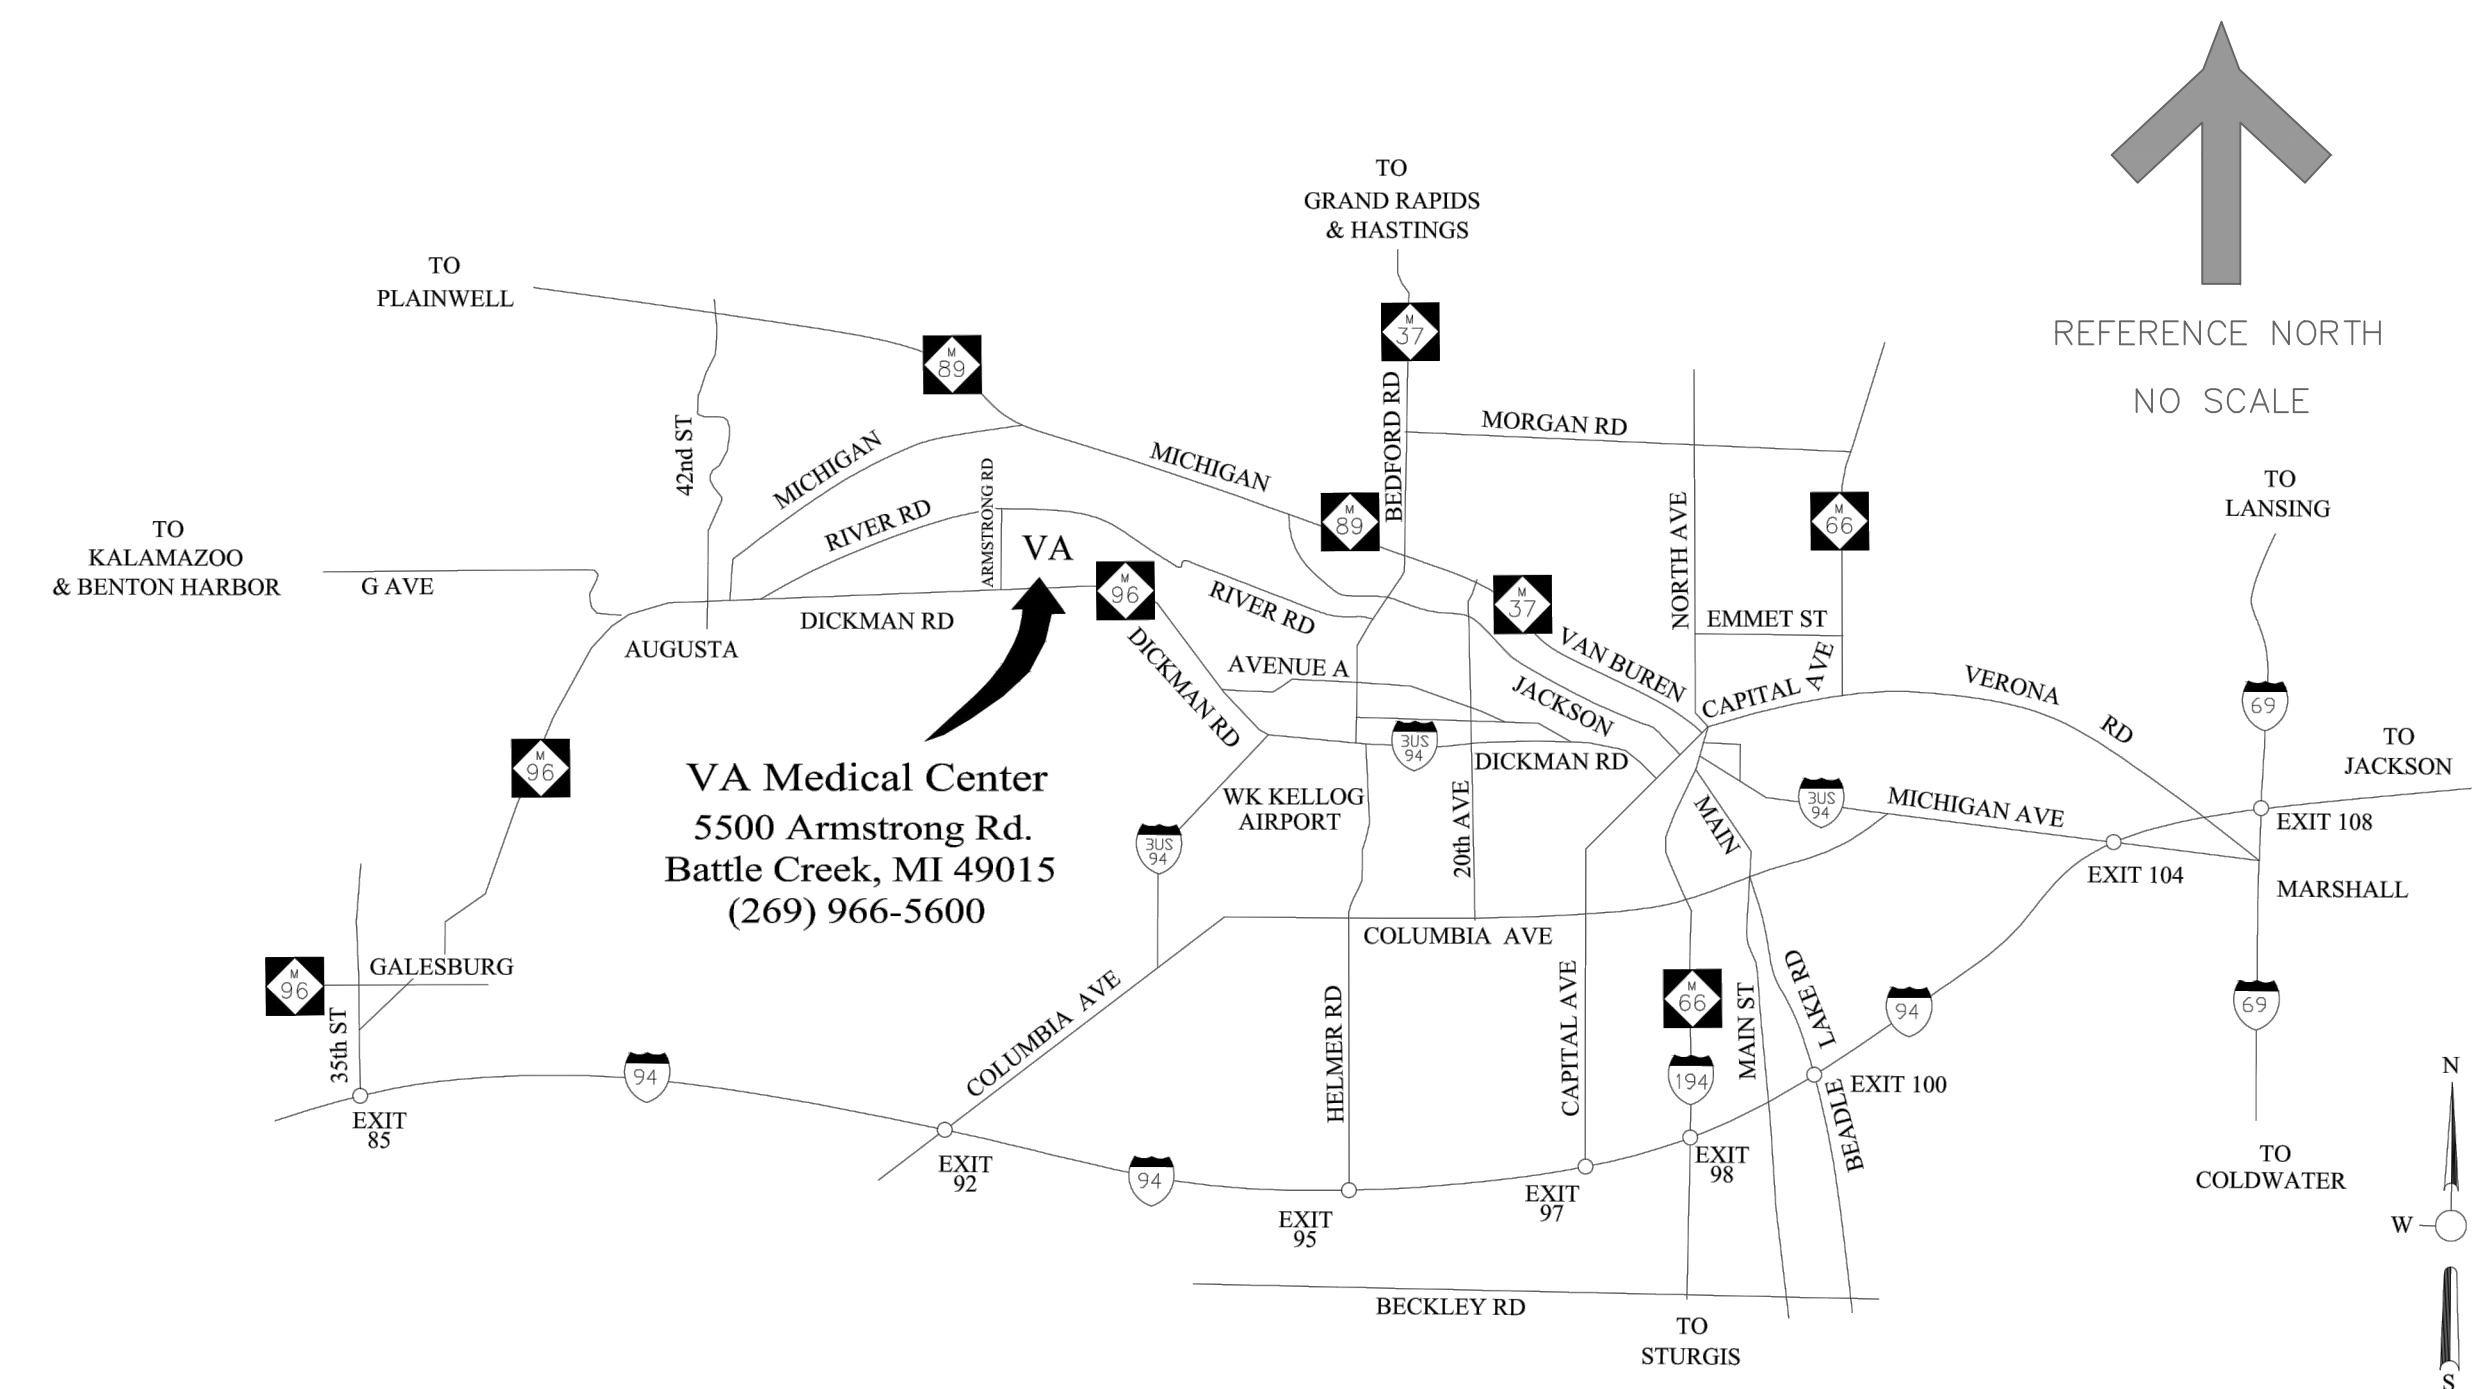 TO
GRAND RAPIDS
& HASTINGS
TO
PLAINWELL
M
37
REFERENCE NORTH
NO SCALE
M
89
BEDFORD RD
MORGAN RD
42nd ST
MICHIGAN
MICHIGAN
ARMSTRONG RD
RIVER RD
M
89
NORTH AVE
M
66
TO
LANSING
TO
KALAMAZOO
& BENTON HARBOR
G AVE
VA
M
96
RIVER RD
M
37
EMMET ST
DICKMAN RD
AUGUSTA
DICKMAN RD
AVENUE A
VAN BUREN
JACKSON
CAPITAL
AVE
VERONA
RD
69
M
96
3US
94
DICKMAN RD
TO
JACKSON
VA Medical Center
5500 Armstrong Rd.
Battle Creek, MI 49015
(269) 966-5600
WK KELLOG
AIRPORT
3US
94
20th AVE
MAIN
3US
94
MICHIGAN AVE
EXIT 108
EXIT 104
MARSHALL
COLUMBIA AVE
GALESBURG
M
96
35th ST
COLUMBIA AVE
HELMER RD
CAPITAL AVE
M
66
MAIN ST
LAKE RD
94
69
94
194
EXIT 100
BEADLE
EXIT
85
EXIT
92
94
EXIT
95
EXIT
97
EXIT
98
TO
COLDWATER
N
W
S
BECKLEY RD
TO
STURGIS